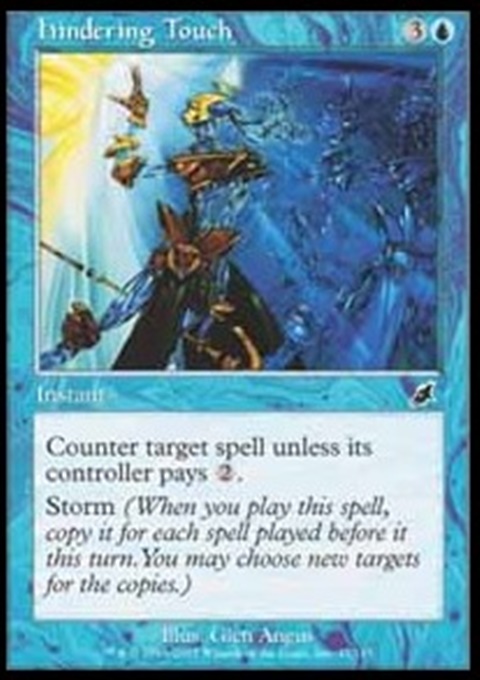 Hindering Touch
3
Instant
Counter target spell unless its
controller pays 2.
Storm (When you play this spell,
copy it for each spell played before it
this turn. You may choose new targets
for the copies.)
Illus. Glen Angus